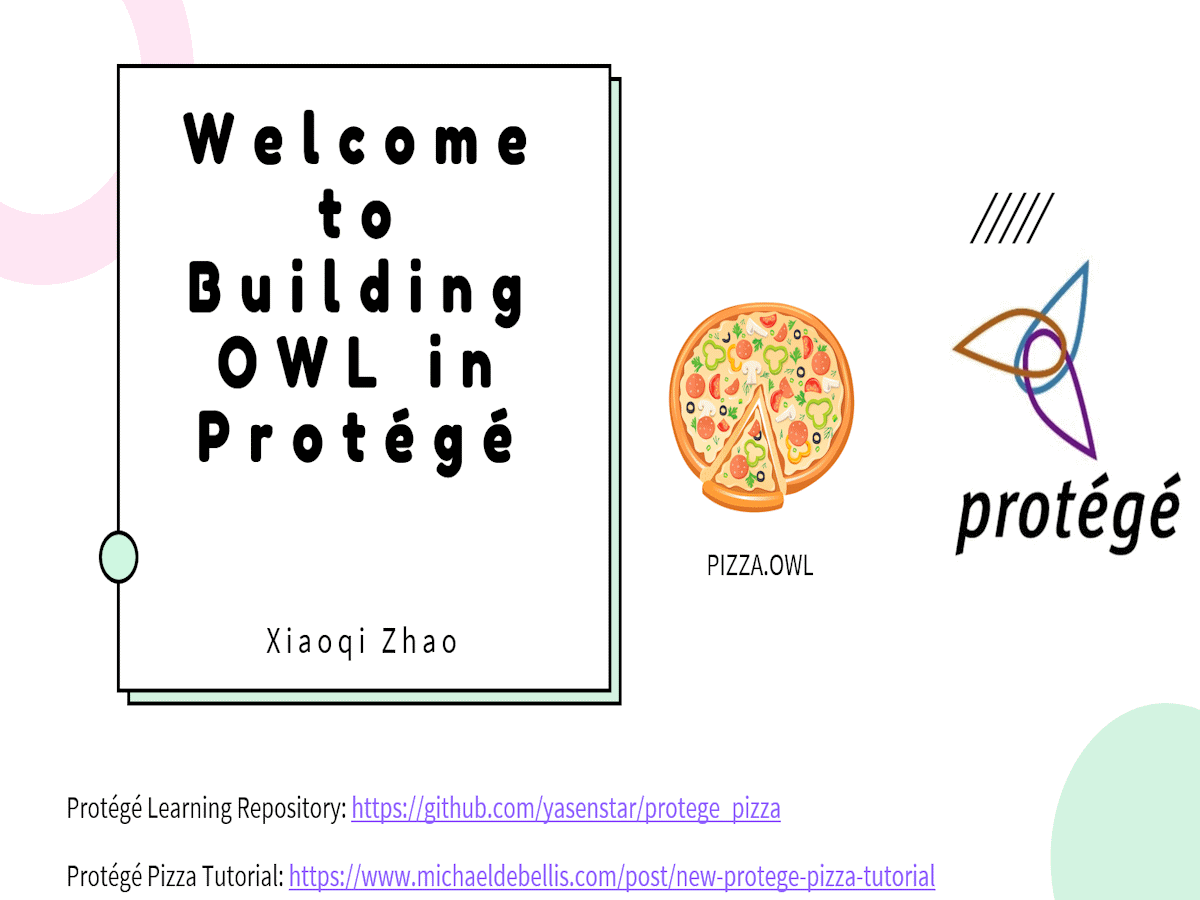 Welcome
to
Building
OWL in
Protégé
Xiaoqi Zhao
PIZZA.OWL
protégé
Protégé Learning Repository: https://github.com/yasenstar/protege_pizza
Protégé Pizza Tutorial: https://www.michaeldebellis.com/post/new-protege-pizza-tutorial